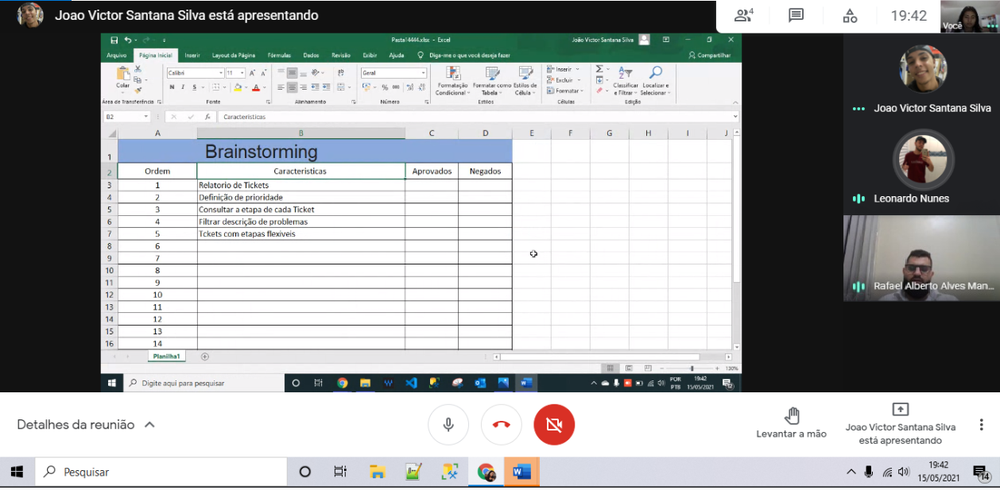 Joao Victor Santana Silva está apresentando
4
19:42
Você
Pasta14444.xlsx - Excel
João Victor Santana Silva
Arquivo Página Inicial Inserir Layout da Página Fórmulas Dados Revisão Exibir Ajuda Diga-me o que você deseja fazer
Compartilhar
Colar
Calibri 11
N I S
Geral
% 000
Formatação Condicional
Formatar como Tabela
Estilos de Célula
Inserir
Excluir
Formatar
Classificar e Filtrar
Localizar e Selecionar
Área de Transferência Fonte Alinhamento Número Estilos Células Edição
B2 fx Características
A B C D E F G H I J
1 Brainstorming
2 Ordem Características Aprovados Negados
3 1 Relatorio de Tickets
4 2 Definição de prioridade
5 3 Consultar a etapa de cada Ticket
6 4 Filtrar descrição de problemas
7 5 Tckets com etapas flexiveis
8 6
9 7
10 8
11 9
12 10
13 11
14 12
15 13
16 14
Planilha1
130%
Digite aqui para pesquisar
POR
PTB
19:42
15/05/2021
Joao Victor Santana Silva
Leonardo Nunes
Rafael Alberto Alves Man...
Detalhes da reunião
Levantar a mão
Joao Victor Santana Silva
está apresentando
Pesquisar
19:42
15/05/2021
14